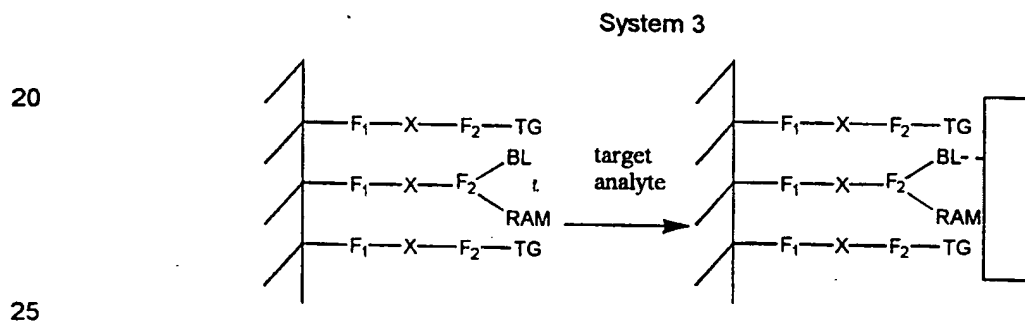 System 3
20
F₁—X—F₂—TG F₁—X—F₂—TG
BL target BL
F₁—X—F₂ analyte F₁—X—F₂
RAM RAM
F₁—X—F₂—TG F₁—X—F₂—TG
25